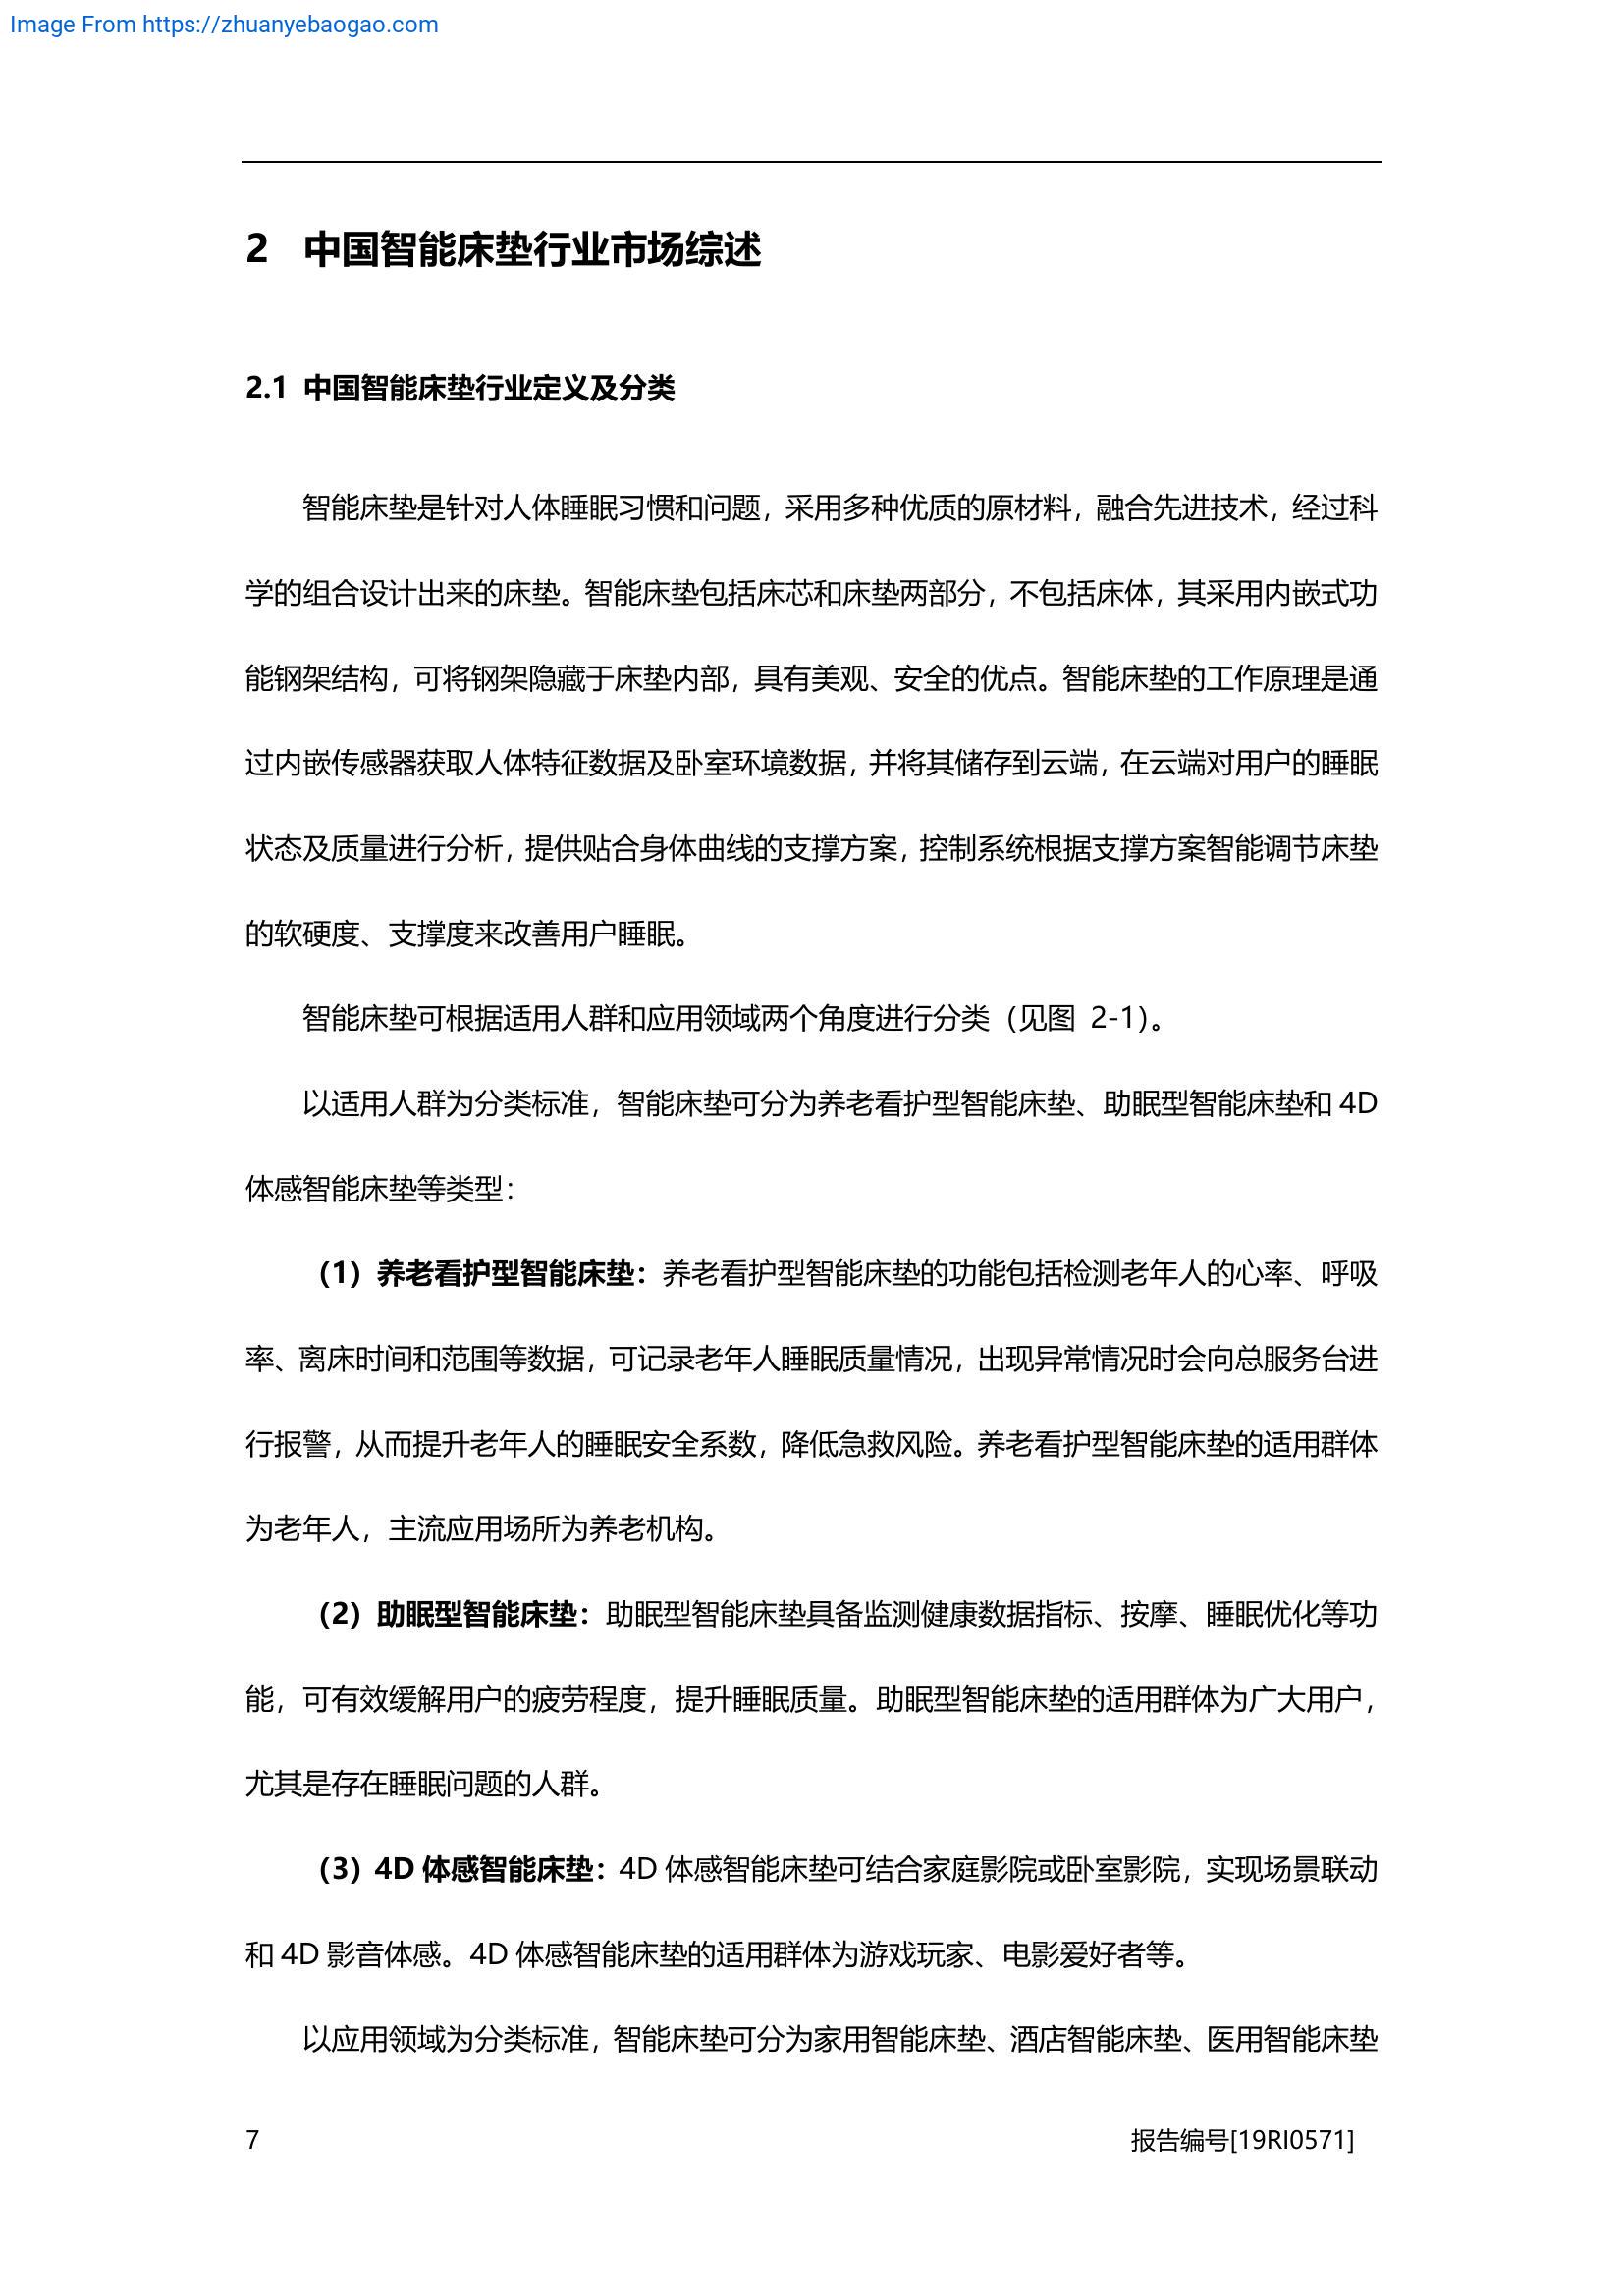 Image From https://zhuanyebaogao.com
2 中国智能床垫行业市场综述
2.1 中国智能床垫行业定义及分类
智能床垫是针对人体睡眠习惯和问题，采用多种优质的原材料，融合先进技术，经过科
学的组合设计出来的床垫。智能床垫包括床芯和床垫两部分，不包括床体，其采用内嵌式功
能钢架结构，可将钢架隐藏于床垫内部，具有美观、安全的优点。智能床垫的工作原理是通
过内嵌传感器获取人体特征数据及卧室环境数据，并将其储存到云端，在云端对用户的睡眠
状态及质量进行分析，提供贴合身体曲线的支撑方案，控制系统根据支撑方案智能调节床垫
的软硬度、支撑度来改善用户睡眠。
智能床垫可根据适用人群和应用领域两个角度进行分类（见图 2-1）。
以适用人群为分类标准，智能床垫可分为养老看护型智能床垫、助眠型智能床垫和 4D
体感智能床垫等类型：
（1）养老看护型智能床垫：养老看护型智能床垫的功能包括检测老年人的心率、呼吸
率、离床时间和范围等数据，可记录老年人睡眠质量情况，出现异常情况时会向总服务台进
行报警，从而提升老年人的睡眠安全系数，降低急救风险。养老看护型智能床垫的适用群体
为老年人，主流应用场所为养老机构。
（2）助眠型智能床垫：助眠型智能床垫具备监测健康数据指标、按摩、睡眠优化等功
能，可有效缓解用户的疲劳程度，提升睡眠质量。助眠型智能床垫的适用群体为广大用户，
尤其是存在睡眠问题的人群。
（3）4D 体感智能床垫：4D 体感智能床垫可结合家庭影院或卧室影院，实现场景联动
和 4D 影音体感。4D 体感智能床垫的适用群体为游戏玩家、电影爱好者等。
以应用领域为分类标准，智能床垫可分为家用智能床垫、酒店智能床垫、医用智能床垫
7 报告编号[19RI0571]